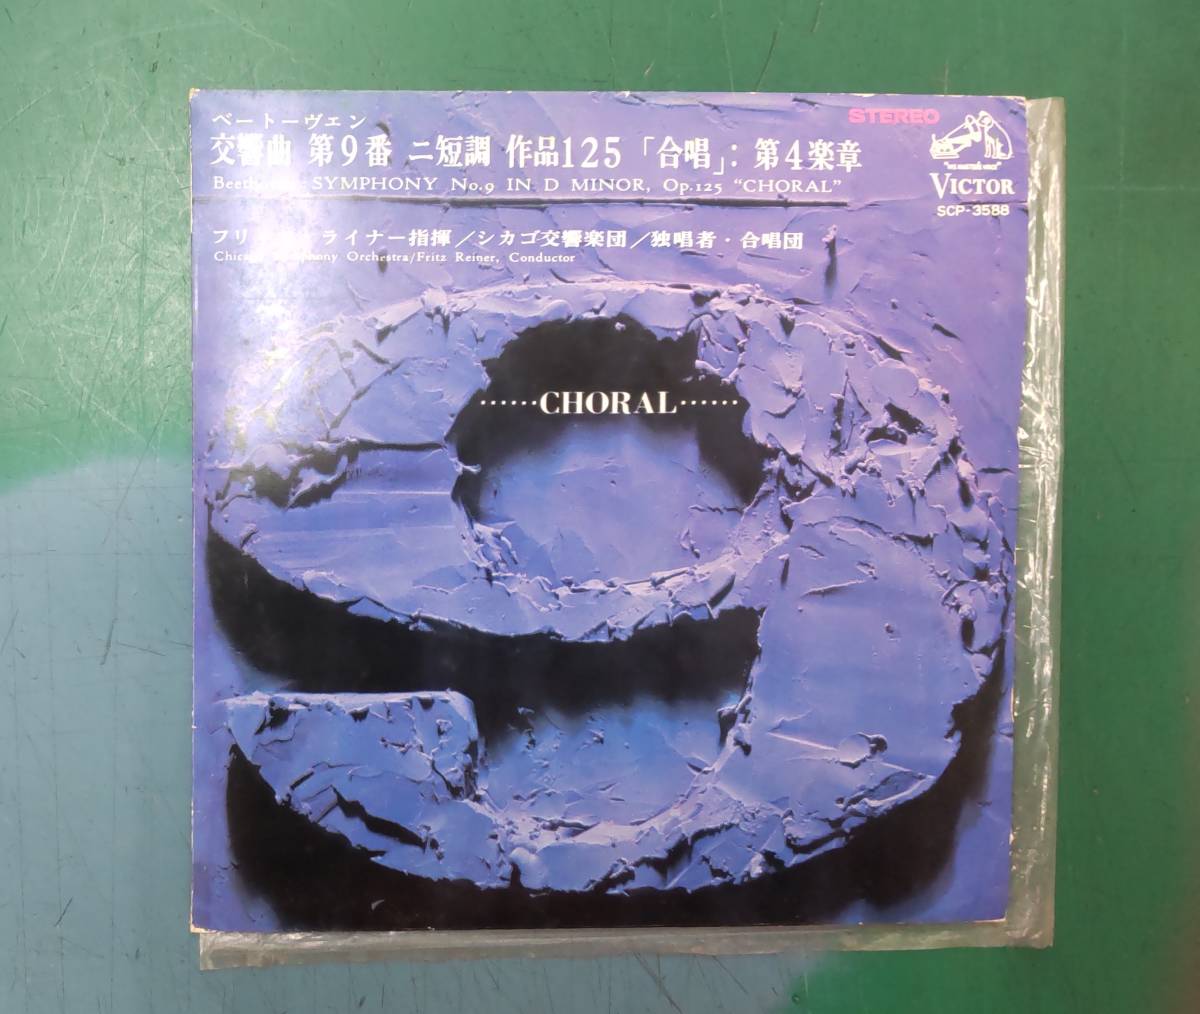 ベートーヴェン
交響曲 第9番 ニ短調 作品125「合唱」: 第4楽章
SYMPHONY No.9 IN D MINOR, Op.125 “CHORAL”
STEREO
"HIS MASTER'S VOICE"
VICTOR
SCP-3588
ライナー指揮/シカゴ交響楽団/独唱者・合唱団
Orchestra/Fritz Reiner, Conductor
······CHORAL······